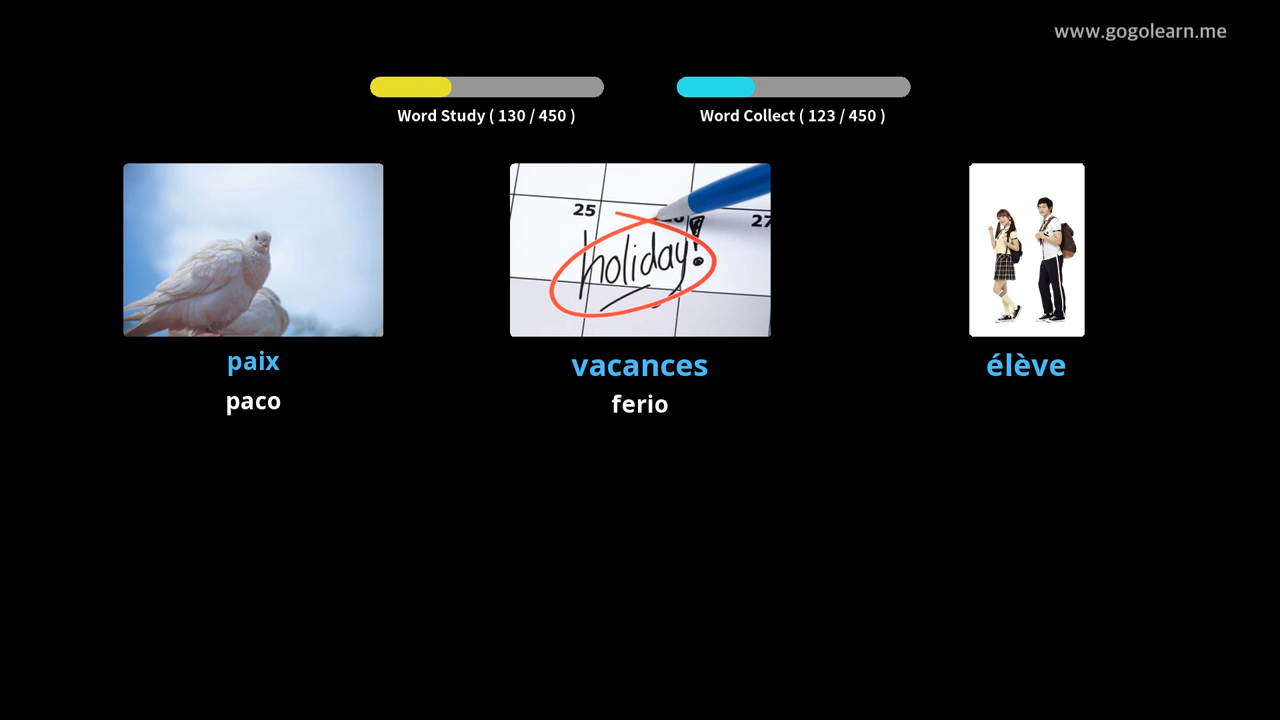 www.gogolearn.me
Word Study ( 130 / 450 )
Word Collect ( 123 / 450 )
25
27
holiday!
paix
vacances
élève
paco
ferio